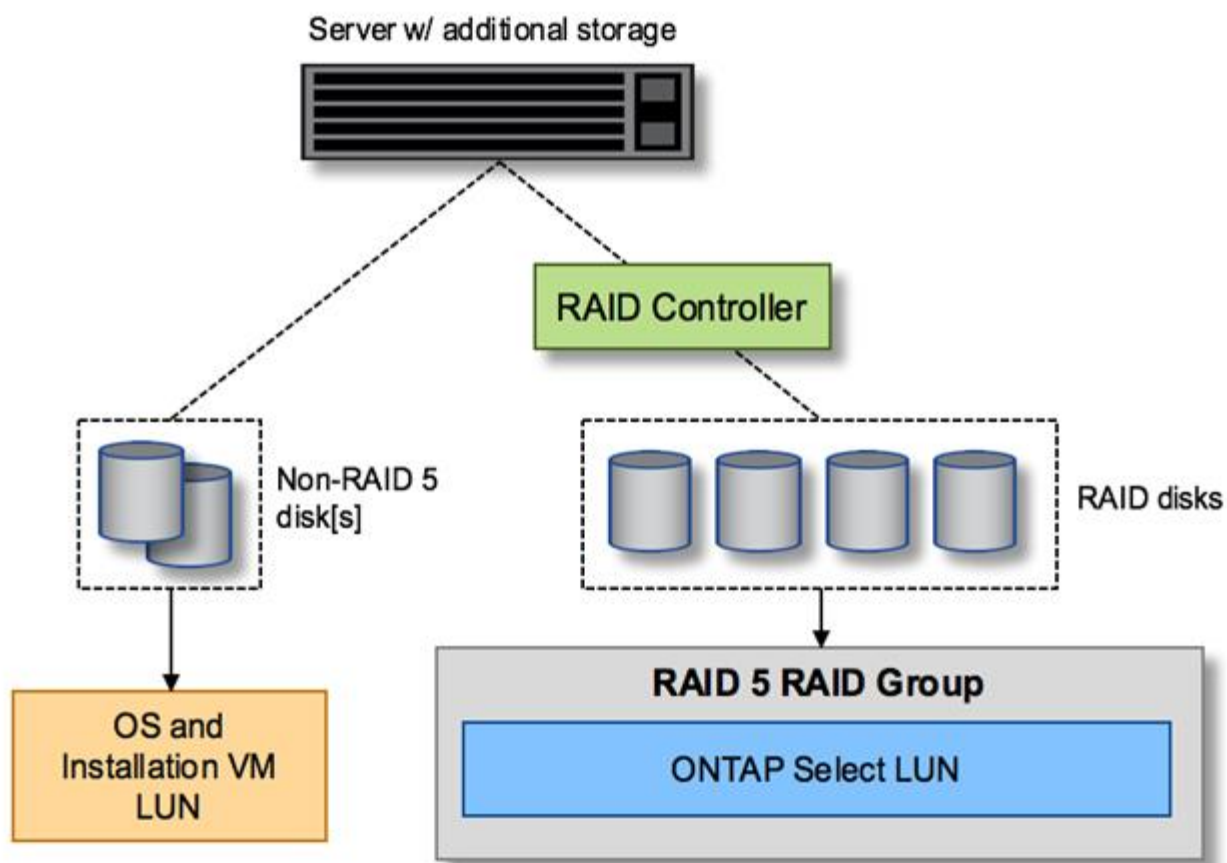 Server w/ additional storage
RAID Controller
Non-RAID 5
disk[s]
RAID disks
OS and
Installation VM
LUN
RAID 5 RAID Group
ONTAP Select LUN